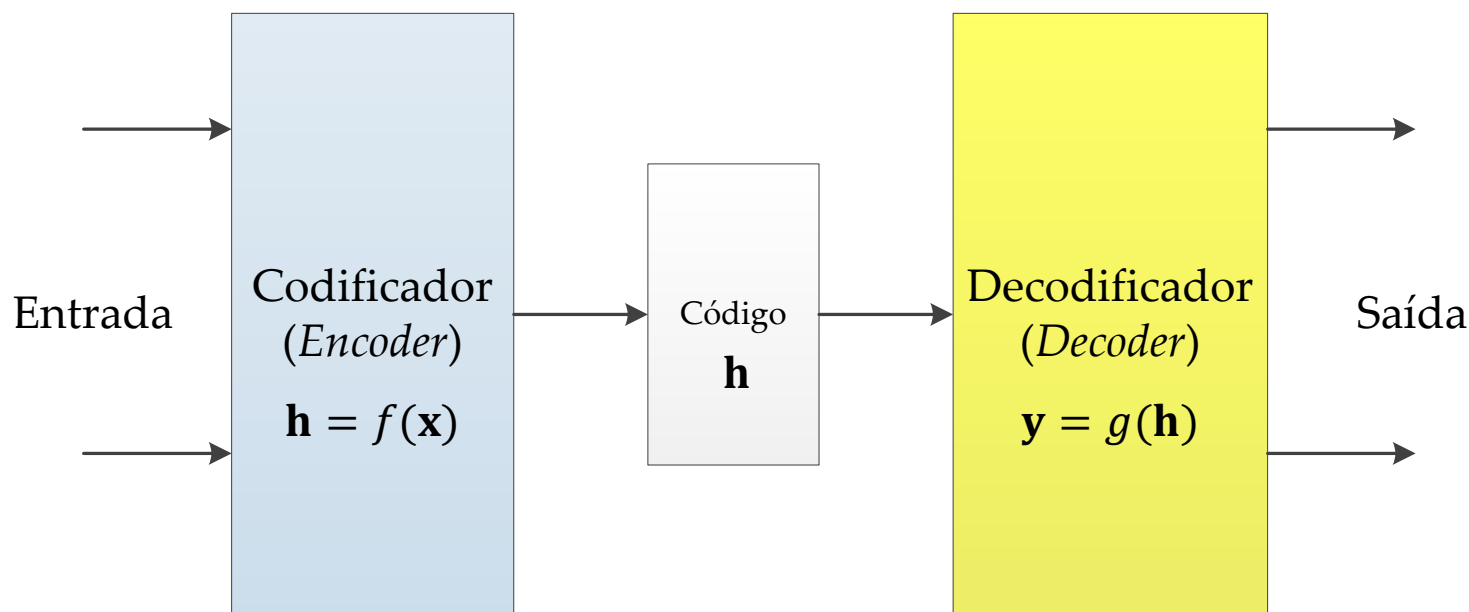 Entrada
Codificador
(Encoder)
h = f(x)
Código
h
Decodificador
(Decoder)
y = g(h)
Saída